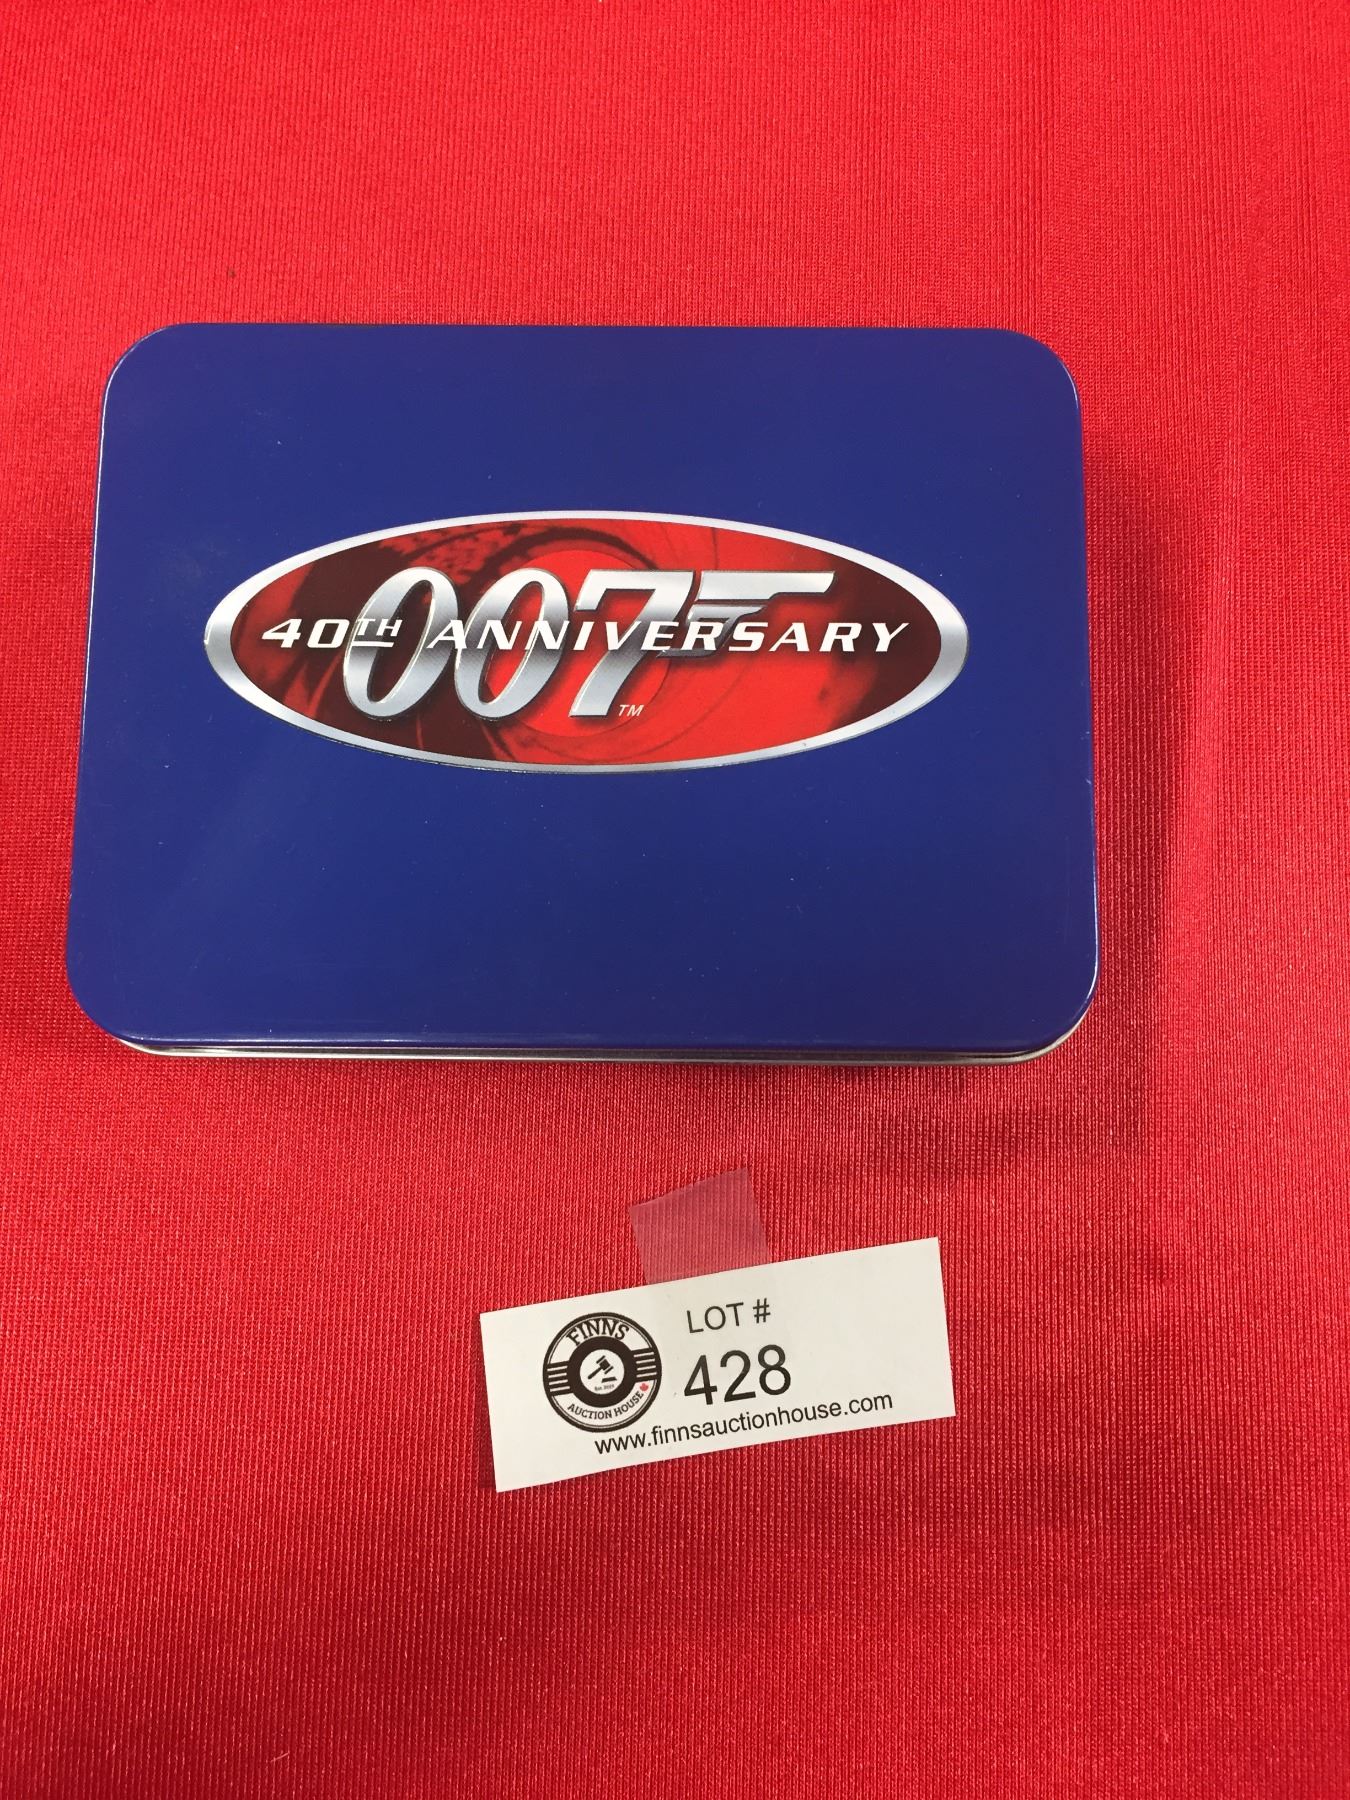 007
40TH ANNIVERSARY
TM
FINNS
AUCTION HOUSE
LOT #
428
www.finnsauctionhouse.com